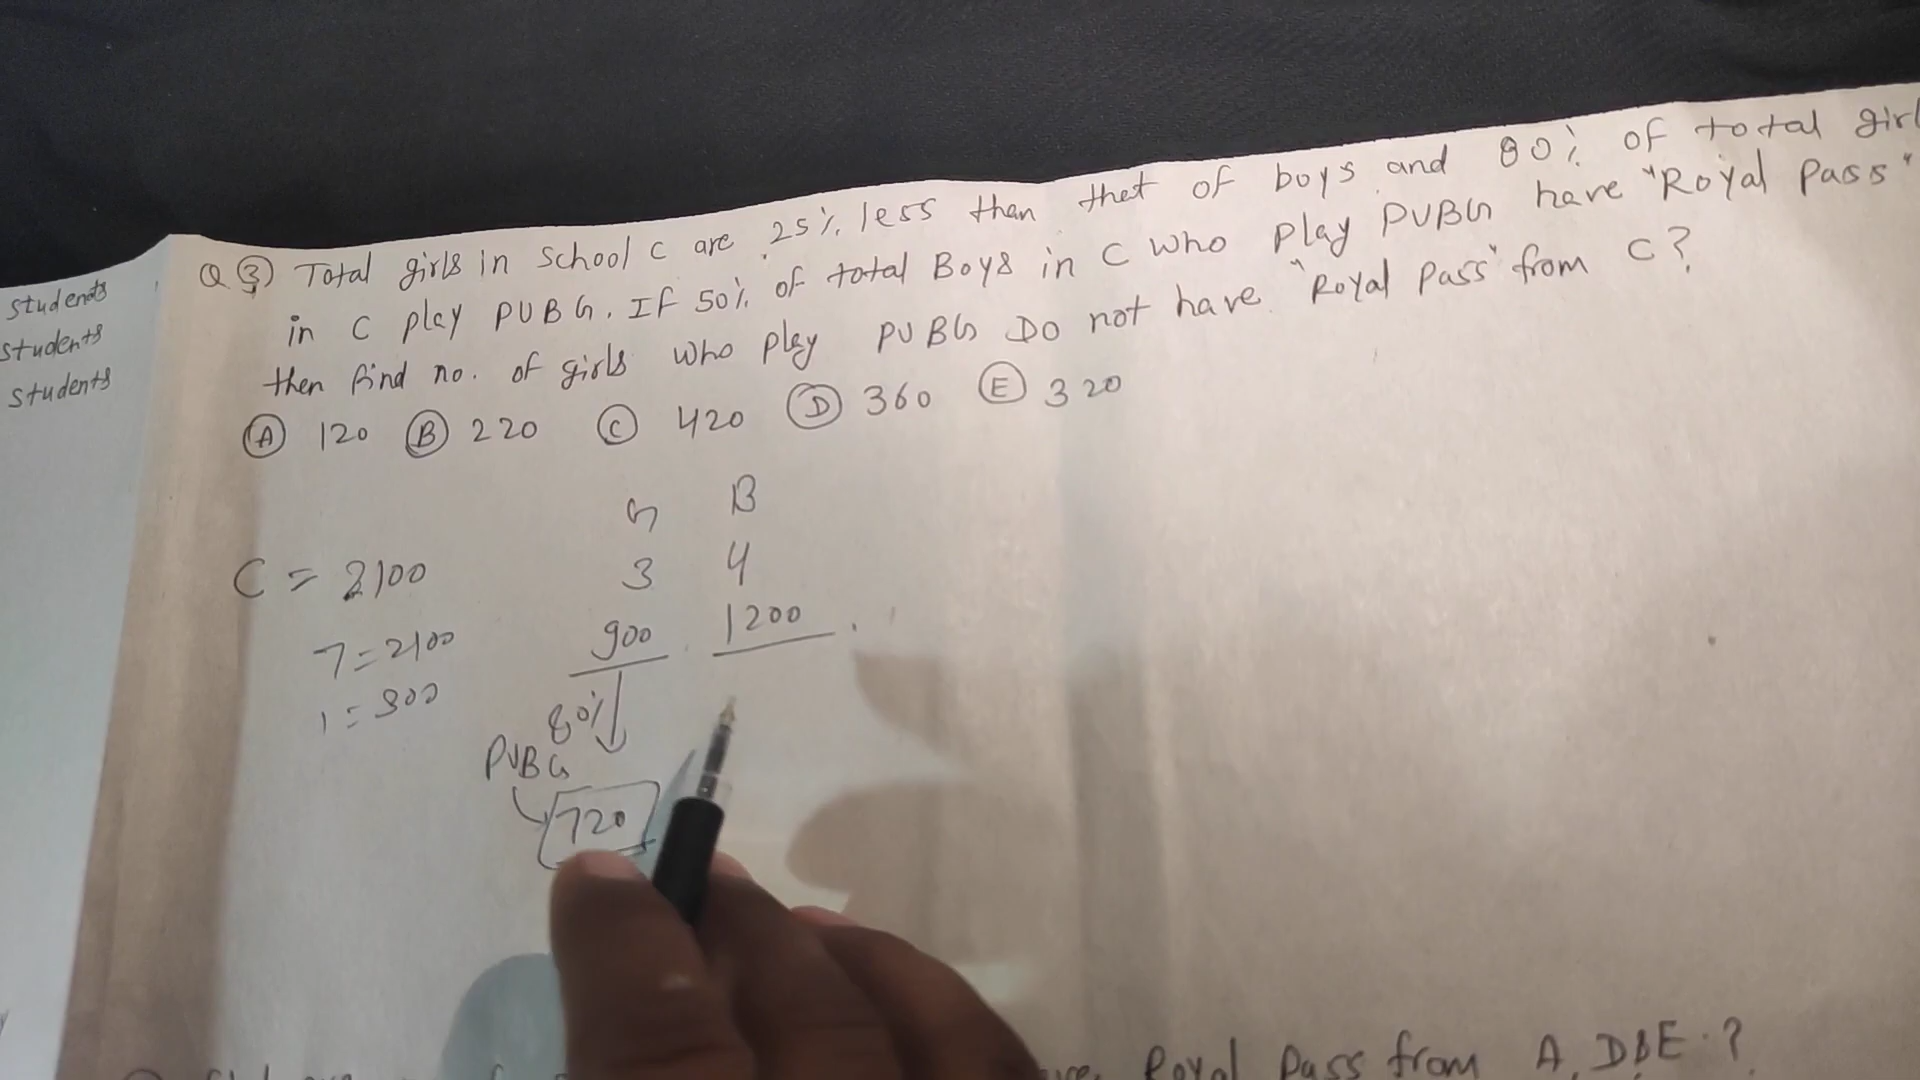 students
students
students
Q ③ Total girls in School C are 25% less than thet of boys and 80% of total girl
in C play PUBG. If 50% of total Boys in C who play PUBG have "Royal Pass"
then find no. of girls who play PUBG Do not have "Royal Pass" from C?
Ⓐ 120 Ⓑ 220 Ⓒ 420 Ⓓ 360 Ⓔ 320
G B
C = 2100 3 4
7=2100 900 1200
1=300
80%
PUBG
720
Royal Pass from A, D & E ?